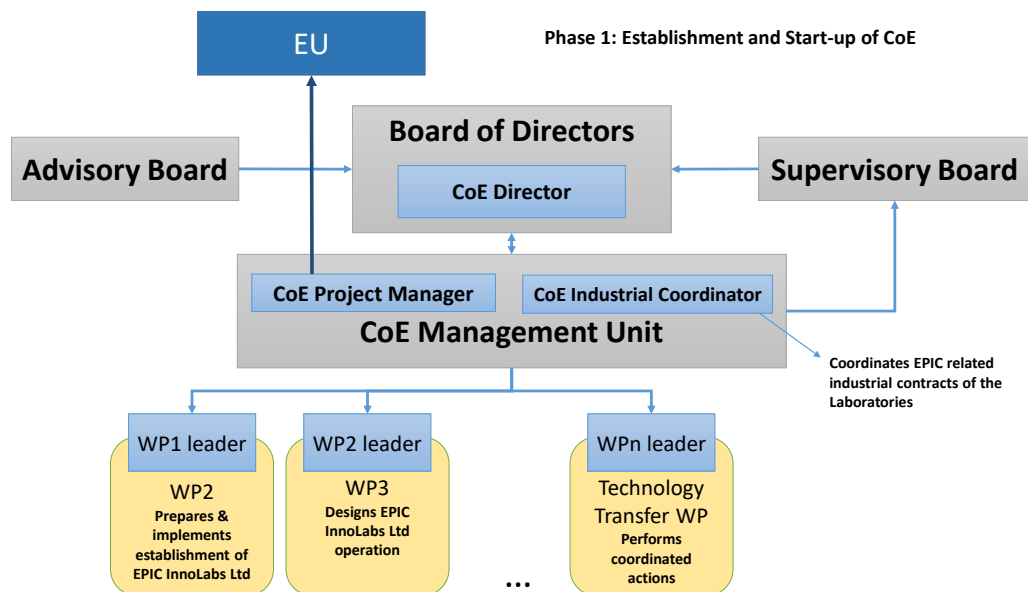 EU
Phase 1: Establishment and Start-up of CoE
Board of Directors
Advisory Board
CoE Director
Supervisory Board
CoE Project Manager
CoE Industrial Coordinator
CoE Management Unit
Coordinates EPIC related
industrial contracts of the
Laboratories
WP1 leader
WP2
Prepares &
implements
establishment of
EPIC InnoLabs Ltd
WP2 leader
WP3
Designs EPIC
InnoLabs Ltd
operation
...
WPn leader
Technology
Transfer WP
Performs
coordinated
actions